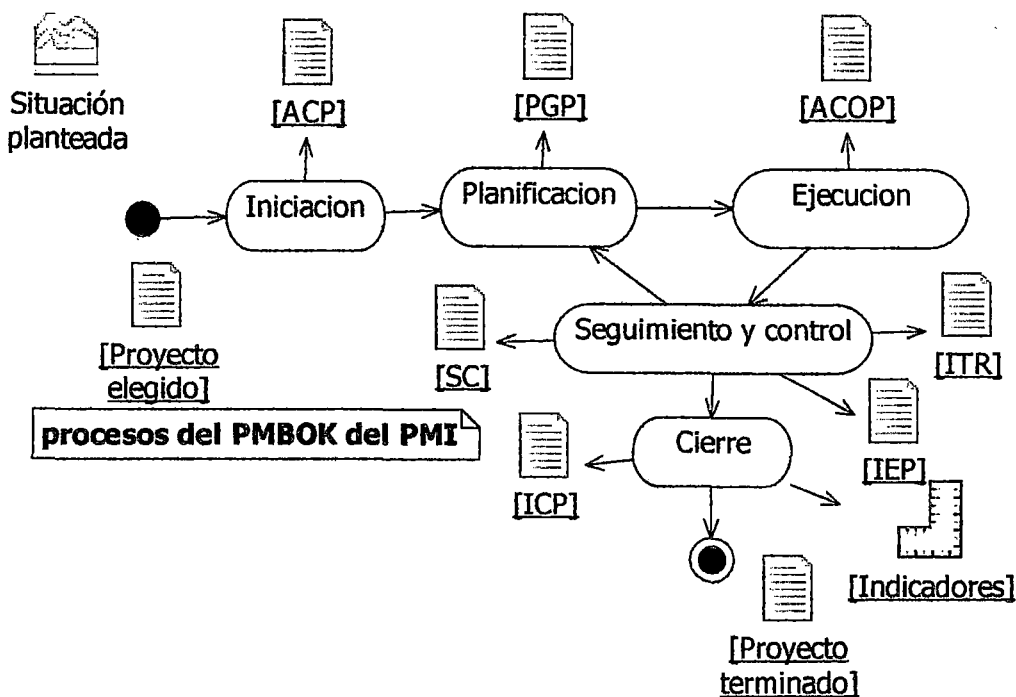 Situación
planteada
[ACP]
[PGP]
[ACOP]
Iniciacion
Planificacion
Ejecucion
[Proyecto
elegido]
[SC]
Seguimiento y control
[ITR]
procesos del PMBOK del PMI
Cierre
[IEP]
[ICP]
[Indicadores]
[Proyecto
terminado]